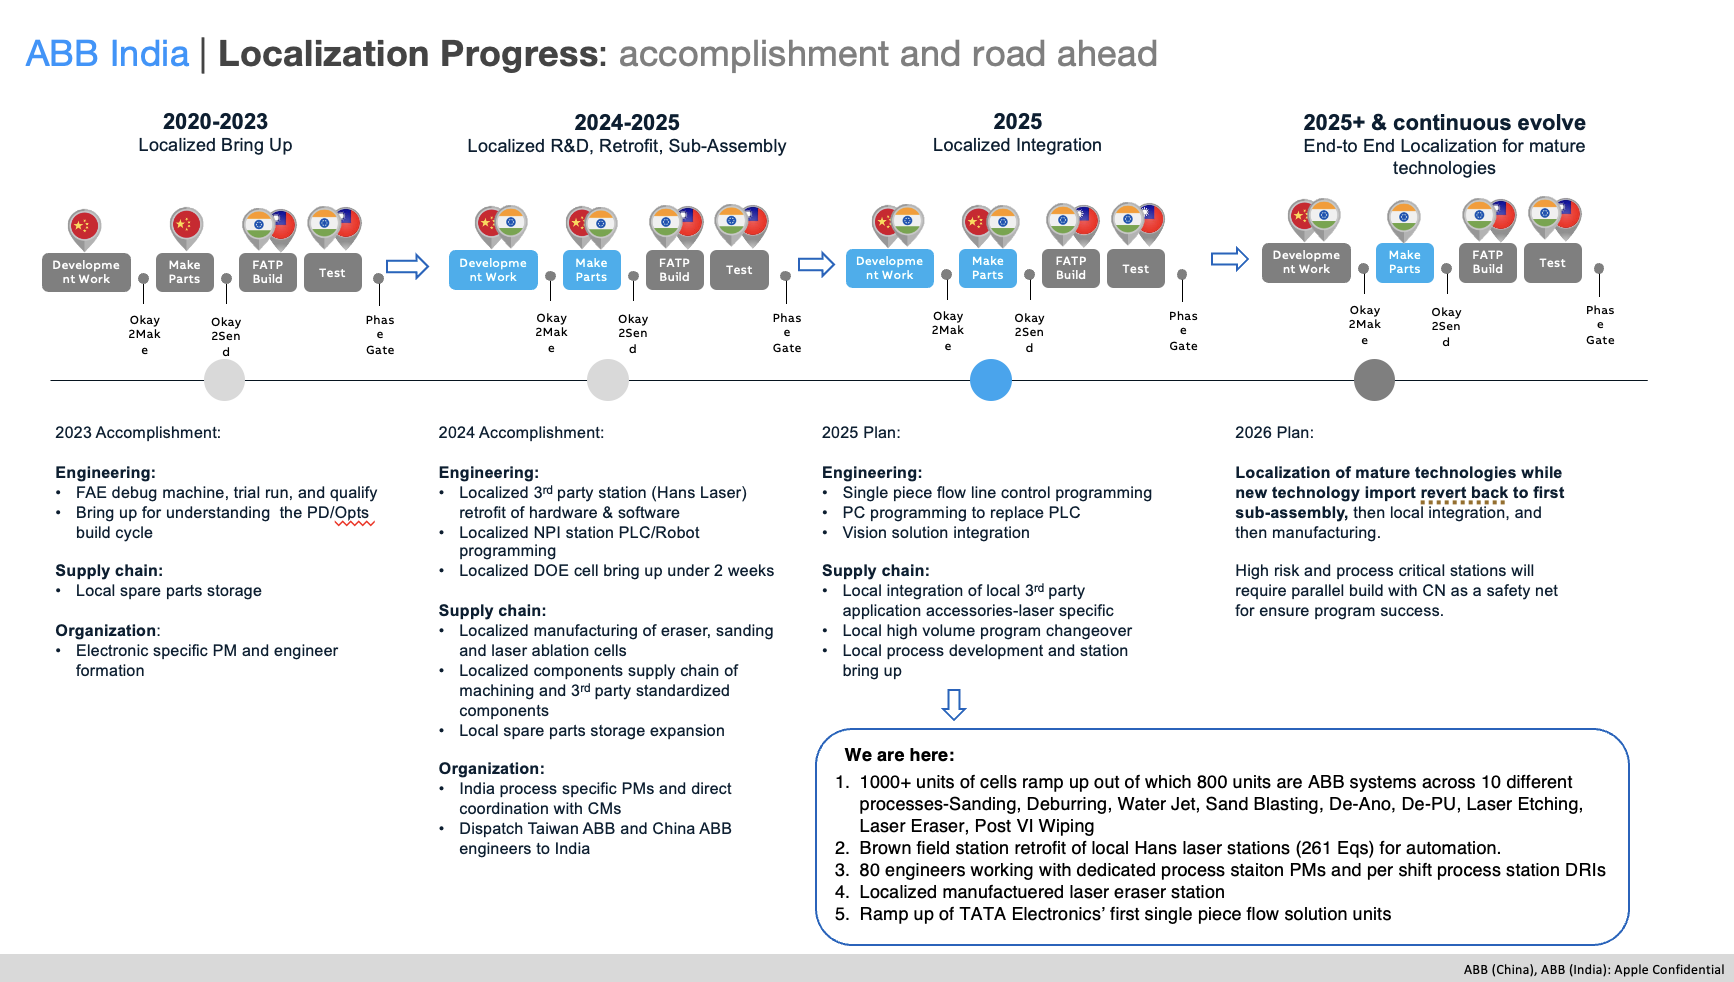 ABB India | Localization Progress: accomplishment and road ahead
2020-2023
Localized Bring Up
Developme
nt Work
Make
Parts
FATP
Build
Test
Okay
2Mak
e
Okay
2Sen
d
Phas
e
Gate
2024-2025
Localized R&D, Retrofit, Sub-Assembly
Developme
nt Work
Make
Parts
FATP
Build
Test
Okay
2Mak
e
Okay
2Sen
d
Phas
e
Gate
2025
Localized Integration
Developme
nt Work
Make
Parts
FATP
Build
Test
Okay
2Mak
e
Okay
2Sen
d
Phas
e
Gate
2025+ & continuous evolve
End-to End Localization for mature
technologies
Developme
nt Work
Make
Parts
FATP
Build
Test
Okay
2Mak
e
Okay
2Sen
d
Phas
e
Gate
2023 Accomplishment:
Engineering:
• FAE debug machine, trial run, and qualify
• Bring up for understanding the PD/Opts
build cycle
Supply chain:
• Local spare parts storage
Organization:
• Electronic specific PM and engineer
formation
2024 Accomplishment:
Engineering:
• Localized 3rd party station (Hans Laser)
retrofit of hardware & software
• Localized NPI station PLC/Robot
programming
• Localized DOE cell bring up under 2 weeks
Supply chain:
• Localized manufacturing of eraser, sanding
and laser ablation cells
• Localized components supply chain of
machining and 3rd party standardized
components
• Local spare parts storage expansion
Organization:
• India process specific PMs and direct
coordination with CMs
• Dispatch Taiwan ABB and China ABB
engineers to India
2025 Plan:
Engineering:
• Single piece flow line control programming
• PC programming to replace PLC
• Vision solution integration
Supply chain:
• Local integration of local 3rd party
application accessories-laser specific
• Local high volume program changeover
• Local process development and station
bring up
2026 Plan:
Localization of mature technologies while
new technology import revert back to first
sub-assembly, then local integration, and
then manufacturing.
High risk and process critical stations will
require parallel build with CN as a safety net
for ensure program success.
We are here:
1. 1000+ units of cells ramp up out of which 800 units are ABB systems across 10 different
processes-Sanding, Deburring, Water Jet, Sand Blasting, De-Ano, De-PU, Laser Etching,
Laser Eraser, Post VI Wiping
2. Brown field station retrofit of local Hans laser stations (261 Eqs) for automation.
3. 80 engineers working with dedicated process staiton PMs and per shift process station DRIs
4. Localized manufactuered laser eraser station
5. Ramp up of TATA Electronics’ first single piece flow solution units
ABB (China), ABB (India): Apple Confidential